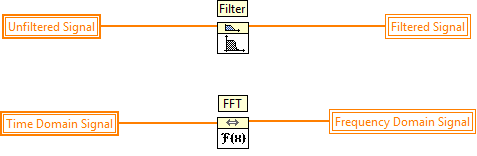 Filter
Unfiltered Signal
Filtered Signal
FFT
Time Domain Signal
Frequency Domain Signal
F(x)